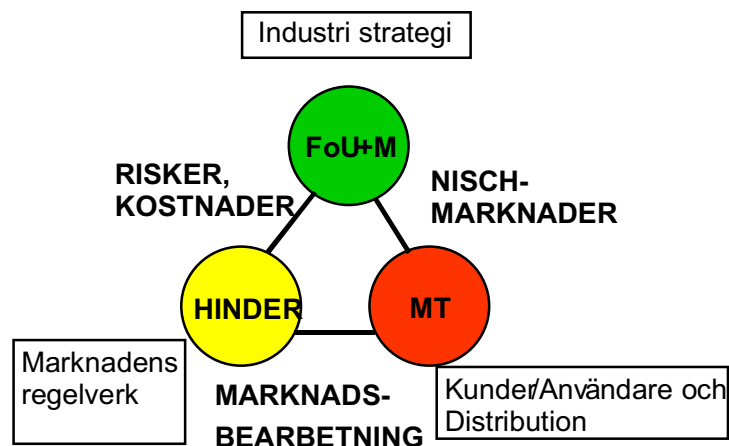 Industri strategi
FoU+M
RISKER,
KOSTNADER
NISCH-
MARKNADER
HINDER
MT
Marknadens
regelverk
MARKNADS-
BEARBETNING
Kunder/Användare och
Distribution